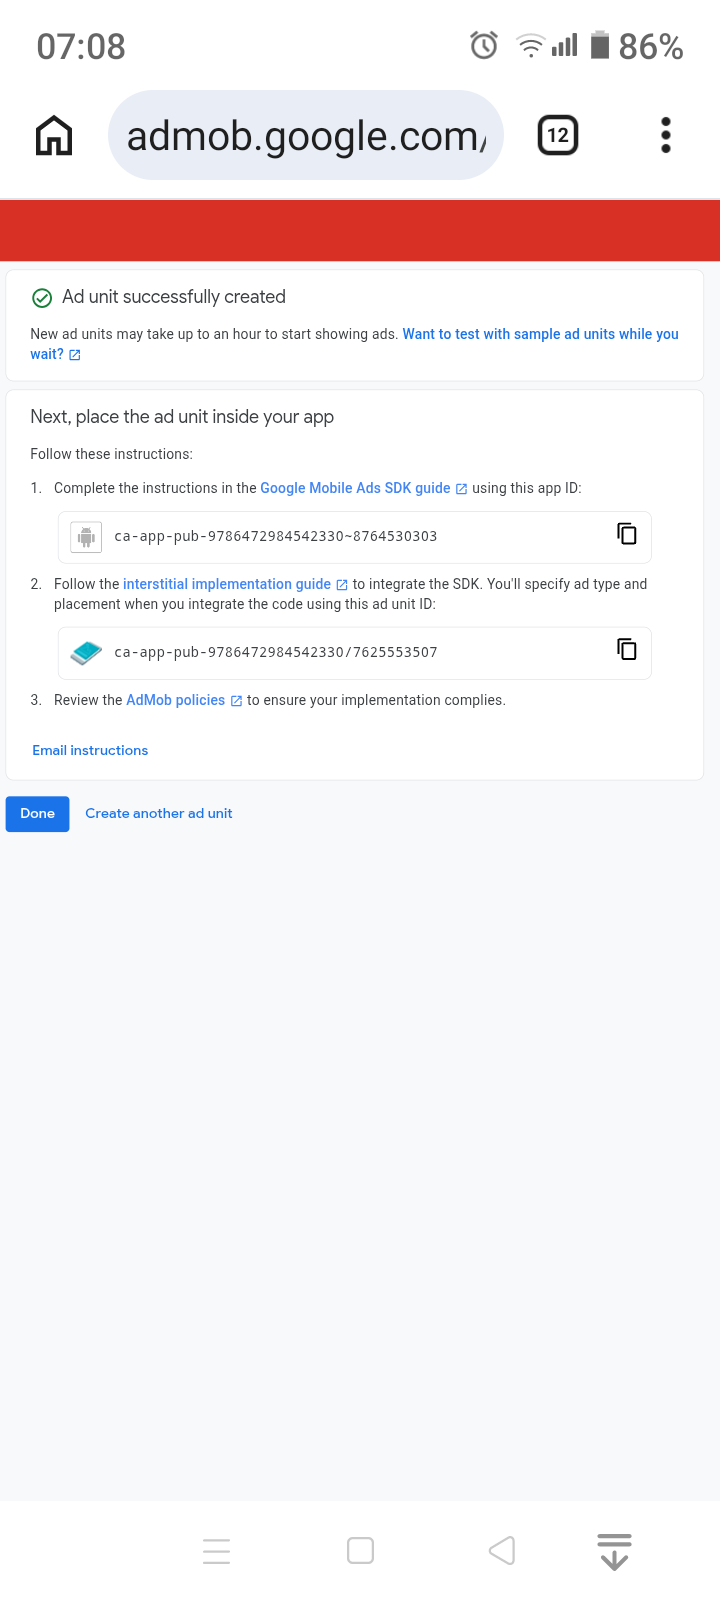 07:08
86%
admob.google.com/
12
Ad unit successfully created
New ad units may take up to an hour to start showing ads. Want to test with sample ad units while you
wait?
Next, place the ad unit inside your app
Follow these instructions:
1. Complete the instructions in the Google Mobile Ads SDK guide using this app ID:
ca-app-pub-9786472984542330~8764530303
2. Follow the interstitial implementation guide to integrate the SDK. You'll specify ad type and
placement when you integrate the code using this ad unit ID:
ca-app-pub-9786472984542330/7625553507
3. Review the AdMob policies to ensure your implementation complies.
Email instructions
Done
Create another ad unit